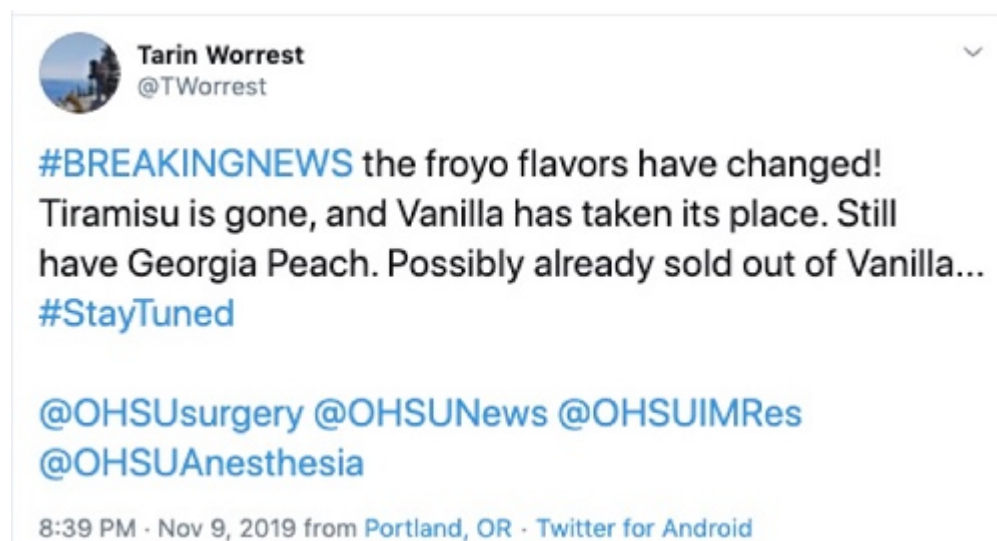 Tarin Worrest
@TWorrest
#BREAKINGNEWS the froyo flavors have changed!
Tiramisu is gone, and Vanilla has taken its place. Still
have Georgia Peach. Possibly already sold out of Vanilla...
#StayTuned
@OHSUsurgery @OHSUNews @OHSUIMRes
@OHSUAnesthesia
8:39 PM · Nov 9, 2019 from Portland, OR · Twitter for Android